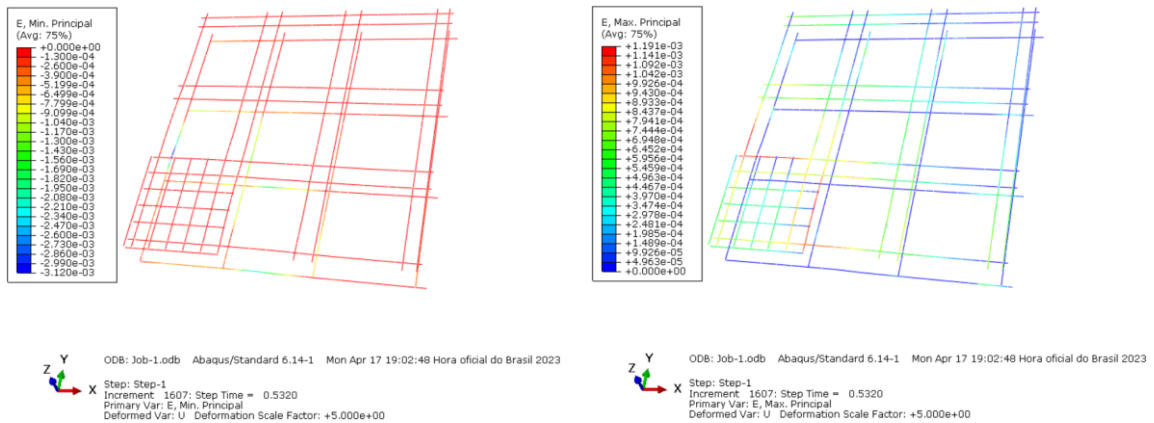 E, Min. Principal
(Avg: 75%)
+0.000e+00
-1.300e-04
-2.600e-04
-3.900e-04
-5.199e-04
-6.499e-04
-7.799e-04
-9.099e-04
-1.040e-03
-1.170e-03
-1.300e-03
-1.430e-03
-1.560e-03
-1.690e-03
-1.820e-03
-1.950e-03
-2.080e-03
-2.210e-03
-2.340e-03
-2.470e-03
-2.600e-03
-2.730e-03
-2.860e-03
-2.990e-03
-3.120e-03
Y
Z
X
ODB: Job-1.odb Abaqus/Standard 6.14-1 Mon Apr 17 19:02:48 Hora oficial do Brasil 2023
Step: Step-1
Increment 1607: Step Time = 0.5320
Primary Var: E, Min. Principal
Deformed Var: U Deformation Scale Factor: +5.000e+00
E, Max. Principal
(Avg: 75%)
+1.191e-03
+1.141e-03
+1.092e-03
+1.042e-03
+9.926e-04
+9.430e-04
+8.933e-04
+8.437e-04
+7.941e-04
+7.444e-04
+6.948e-04
+6.452e-04
+5.956e-04
+5.459e-04
+4.963e-04
+4.467e-04
+3.970e-04
+3.474e-04
+2.978e-04
+2.481e-04
+1.985e-04
+1.489e-04
+9.926e-05
+4.963e-05
+0.000e+00
Y
Z
X
ODB: Job-1.odb Abaqus/Standard 6.14-1 Mon Apr 17 19:02:48 Hora oficial do Brasil 2023
Step: Step-1
Increment 1607: Step Time = 0.5320
Primary Var: E, Max. Principal
Deformed Var: U Deformation Scale Factor: +5.000e+00